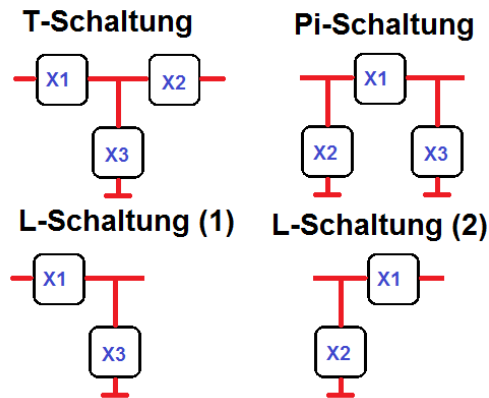 T-Schaltung
X1 X2
X3
Pi-Schaltung
X1
X2 X3
L-Schaltung (1)
X1
X3
L-Schaltung (2)
X1
X2